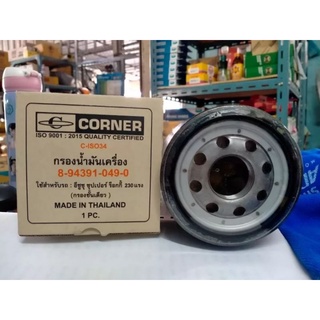 CORNER
ISO 9001 : 2015 QUALITY CERTIFIED
C-ISO34
กรองน้ำมันเครื่อง
8-94391-049-0
ใช้สำหรับรถ : อีซูซุ ซุปเปอร์ ร็อกกี้ 230 แรง
(กรองชั้นเดียว)
MADE IN THAILAND
1 PC.